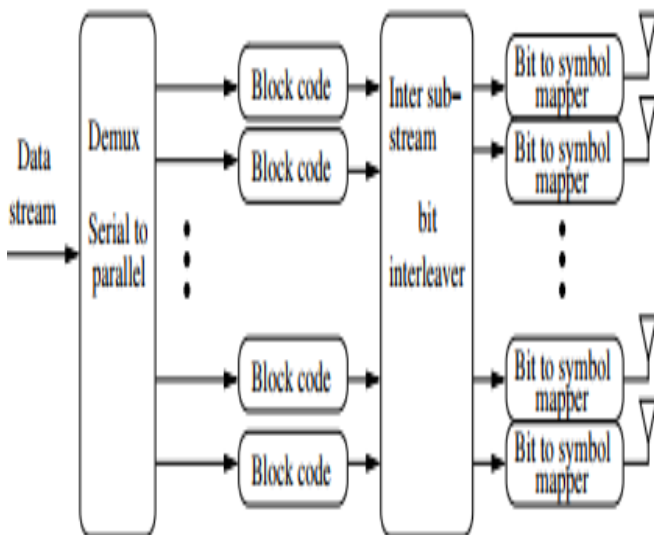 Data
stream
Demux
Serial to
parallel
Block code
Block code
Block code
Block code
Inter sub-
stream
bit
interleaver
Bit to symbol
mapper
Bit to symbol
mapper
Bit to symbol
mapper
Bit to symbol
mapper